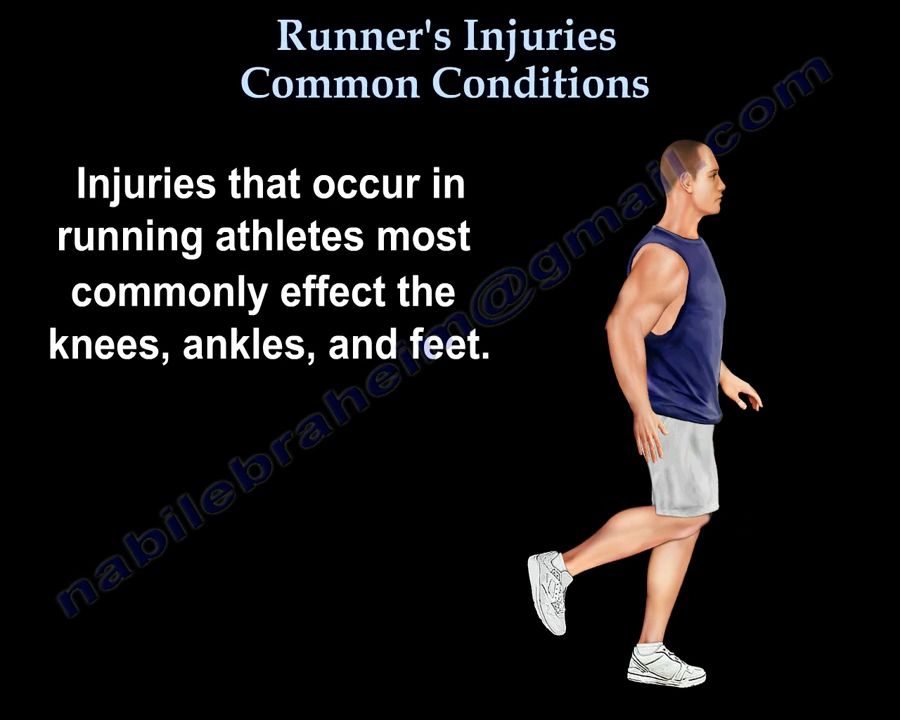 Runner's Injuries
Common Conditions
Injuries that occur in
running athletes most
commonly effect the
knees, ankles, and feet.
nabilebraheim@gmail.com